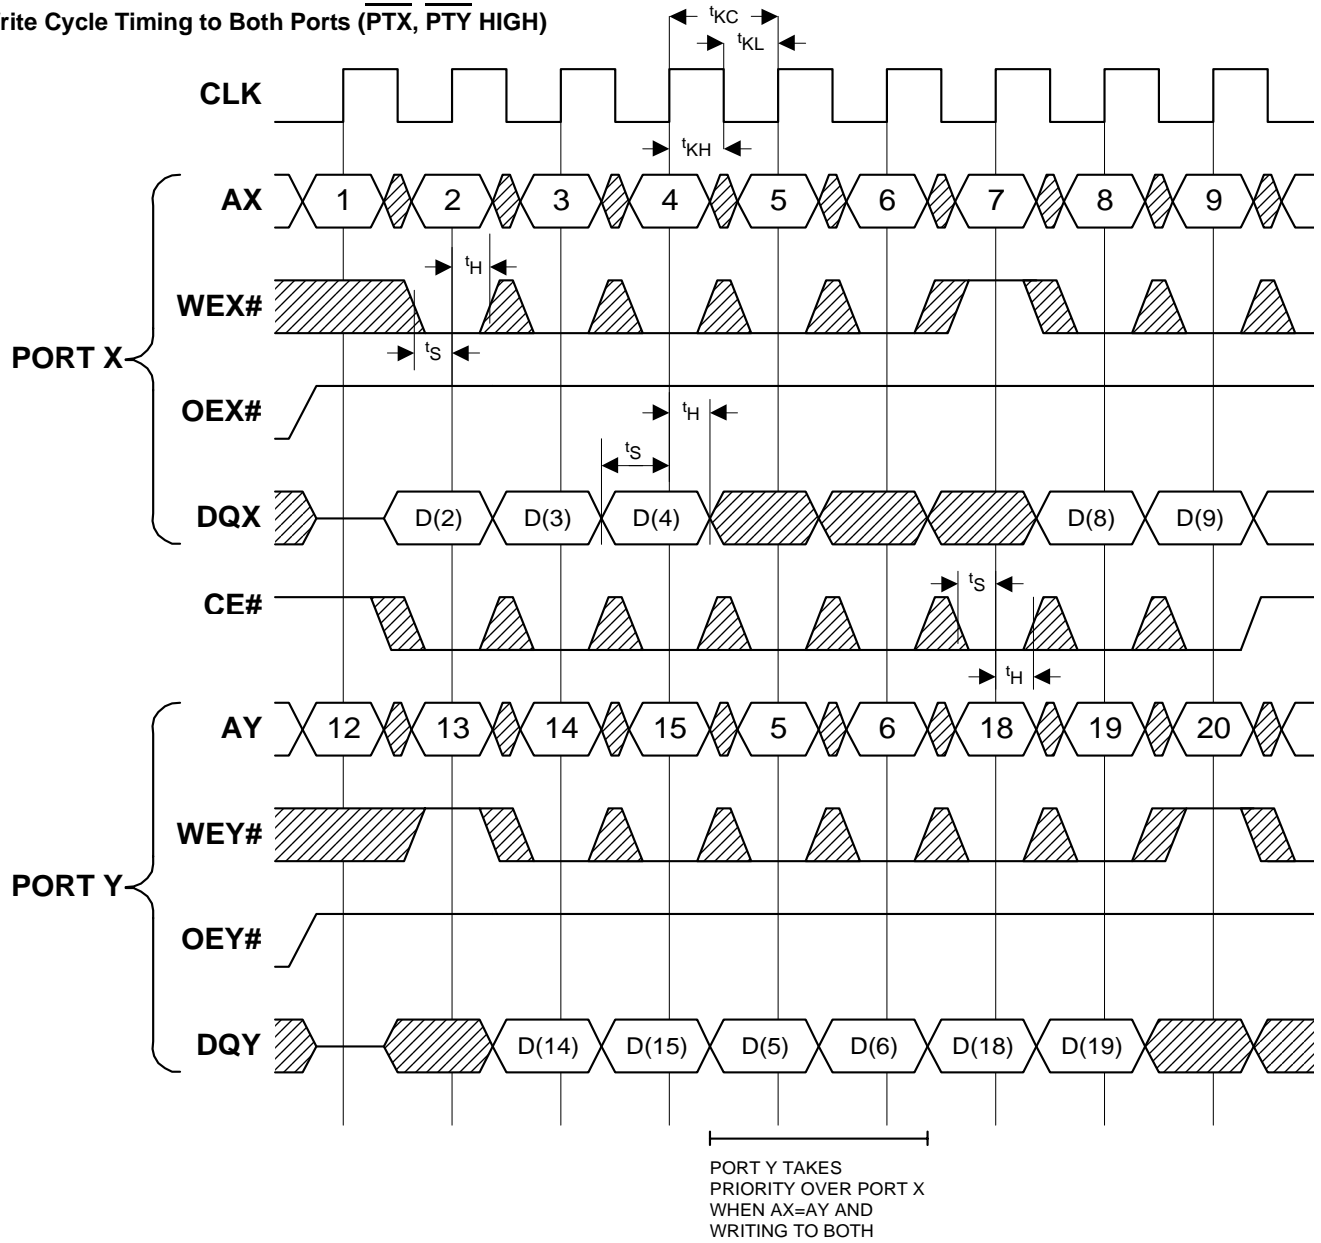 rite Cycle Timing to Both Ports (PTX, PTY HIGH)
tKC
tKL
CLK
tKH
AX 1 2 3 4 5 6 7 8 9
tH
WEX#
tS
PORT X
OEX#
tH
tS
DQX D(2) D(3) D(4) D(8) D(9)
tS
CE#
tH
AY 12 13 14 15 5 6 18 19 20
WEY#
PORT Y
OEY#
DQY D(14) D(15) D(5) D(6) D(18) D(19)
PORT Y TAKES
PRIORITY OVER PORT X
WHEN AX=AY AND
WRITING TO BOTH